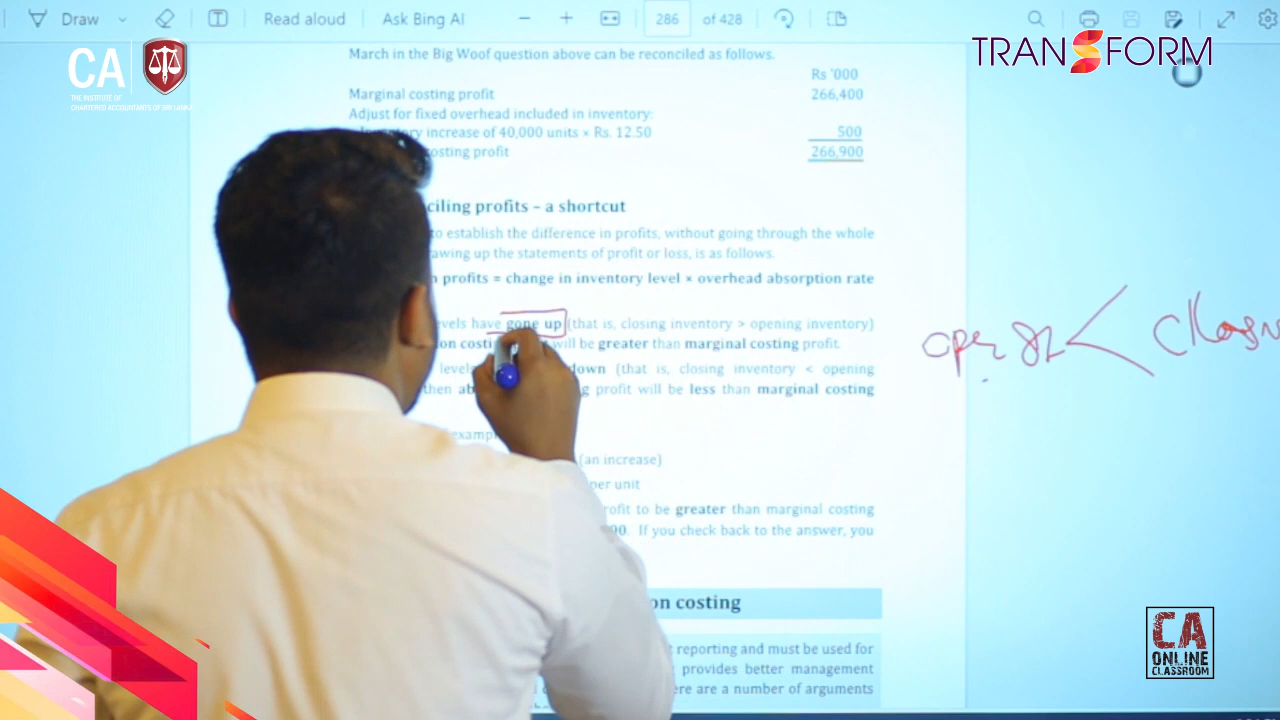 Draw
Read aloud
Ask Bing AI
286 of 428
CA
THE INSTITUTE OF
CHARTERED ACCOUNTANTS OF SRI LANKA
TRANSFORM
March in the Big Woof question above can be reconciled as follows.
Rs '000
Marginal costing profit 266,400
Adjust for fixed overhead included in inventory:
increase of 40,000 units × Rs. 12.50 500
costing profit 266,900
ciling profits – a shortcut
to establish the difference in profits, without going through the whole
awing up the statements of profit or loss, is as follows.
profits = change in inventory level × overhead absorption rate
evels have gone up (that is, closing inventory > opening inventory)
on costi will be greater than marginal costing profit.
levels down (that is, closing inventory < opening
then ab g profit will be less than marginal costing
examp
(an increase)
per unit
rofit to be greater than marginal costing
00. If you check back to the answer, you
on costing
reporting and must be used for
provides better management
ere are a number of arguments
<
CA
ONLINE
CLASSROOM